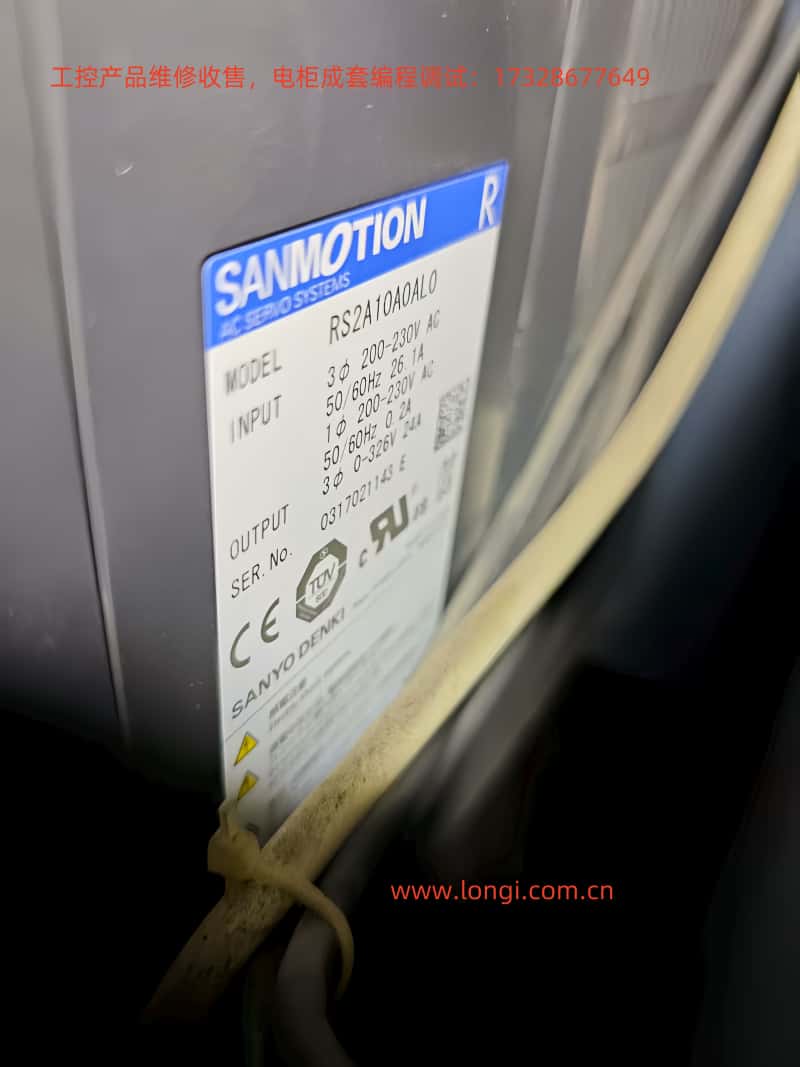 工控产品维修收售，电柜成套编程调试：17328677649
SANMOTION R
AC SERVO SYSTEMS
MODEL RS2A10A0AL0
INPUT 3ϕ 200-230V AC
50/60Hz 26.1A
1ϕ 200-230V AC
50/60Hz 0.2A
OUTPUT 3ϕ 0-326V 24A
SER. No. 0317021143 E
CE TÜV SÜD c RU
SANYO DENKI
www.longi.com.cn